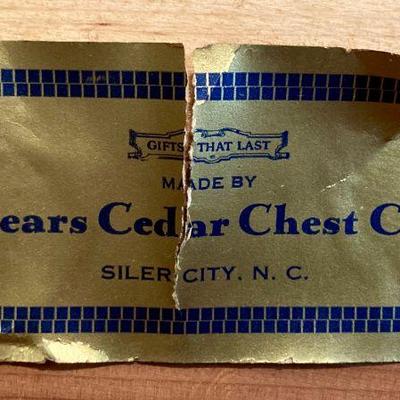 GIFTS THAT LAST
MADE BY
ears Cedar Chest C
SILER CITY, N. C.